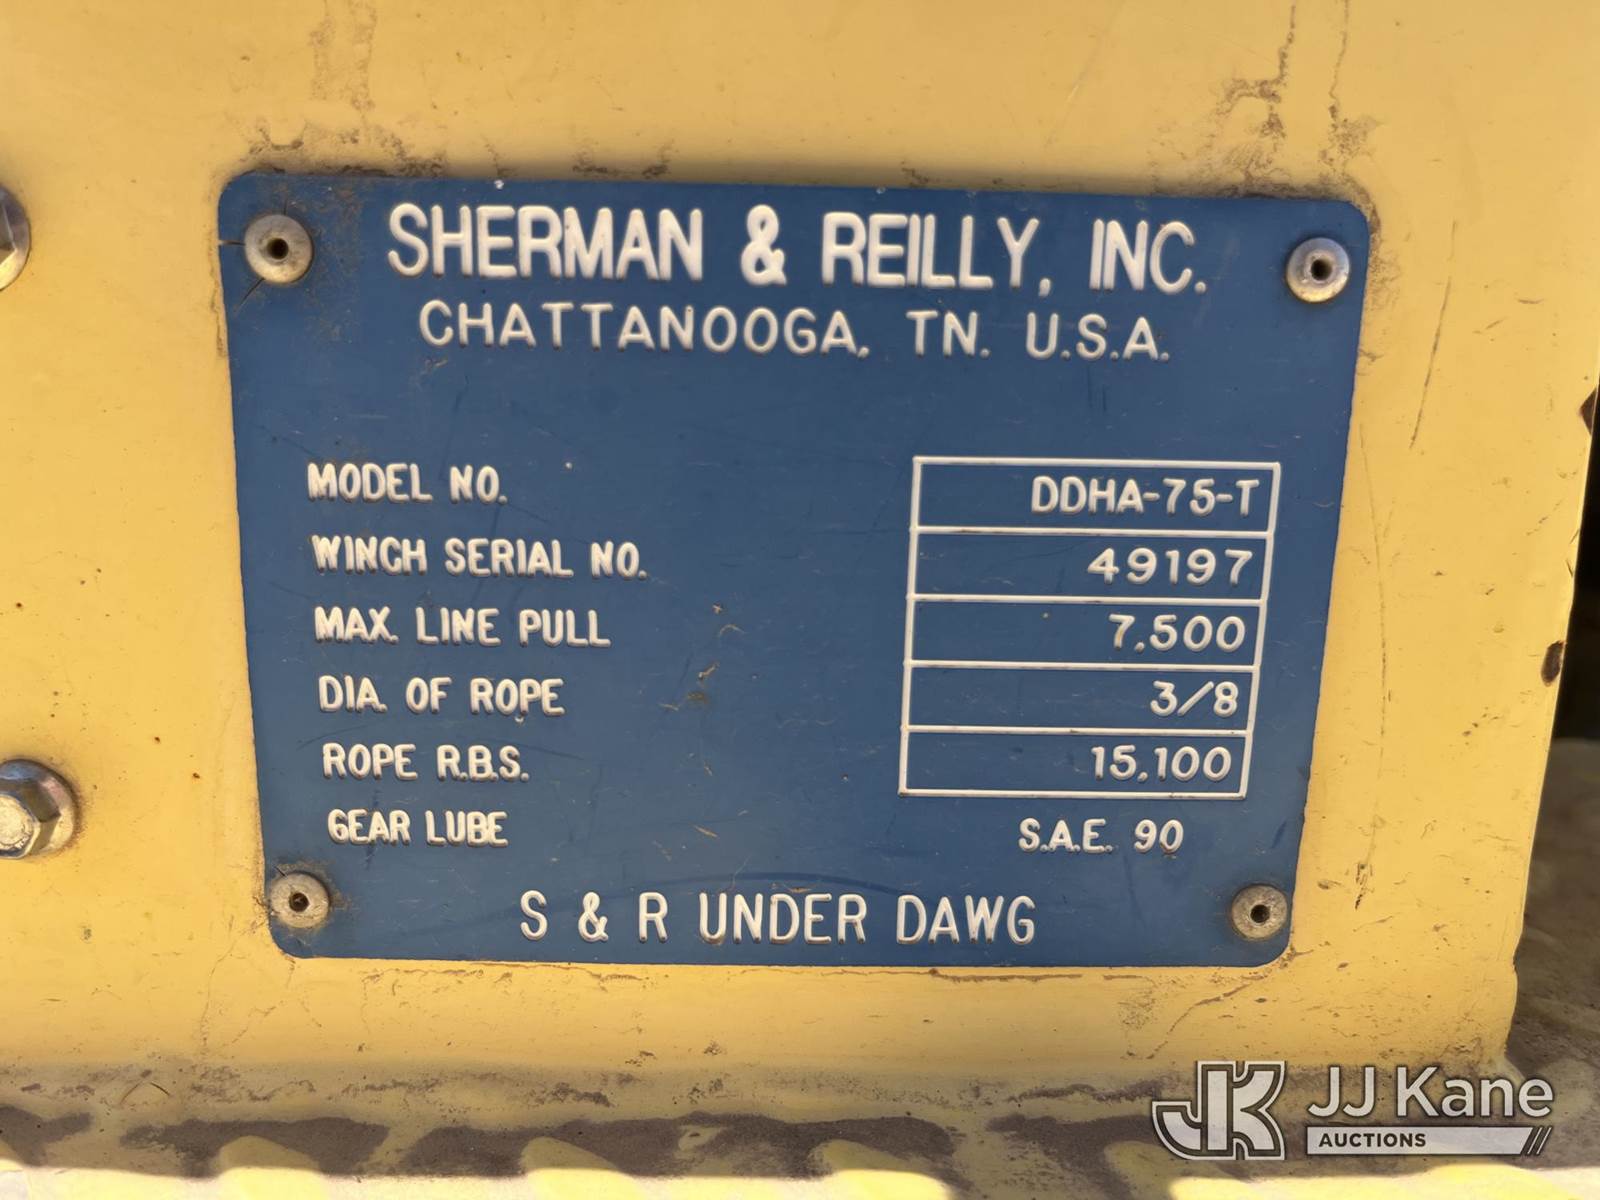 SHERMAN & REILLY, INC.
CHATTANOOGA, TN. U.S.A.
MODEL NO. DDHA-75-T
WINCH SERIAL NO. 49197
MAX. LINE PULL 7,500
DIA. OF ROPE 3/8
ROPE R.B.S. 15,100
GEAR LUBE S.A.E. 90
S & R UNDER DAWG
JK JJ Kane
AUCTIONS